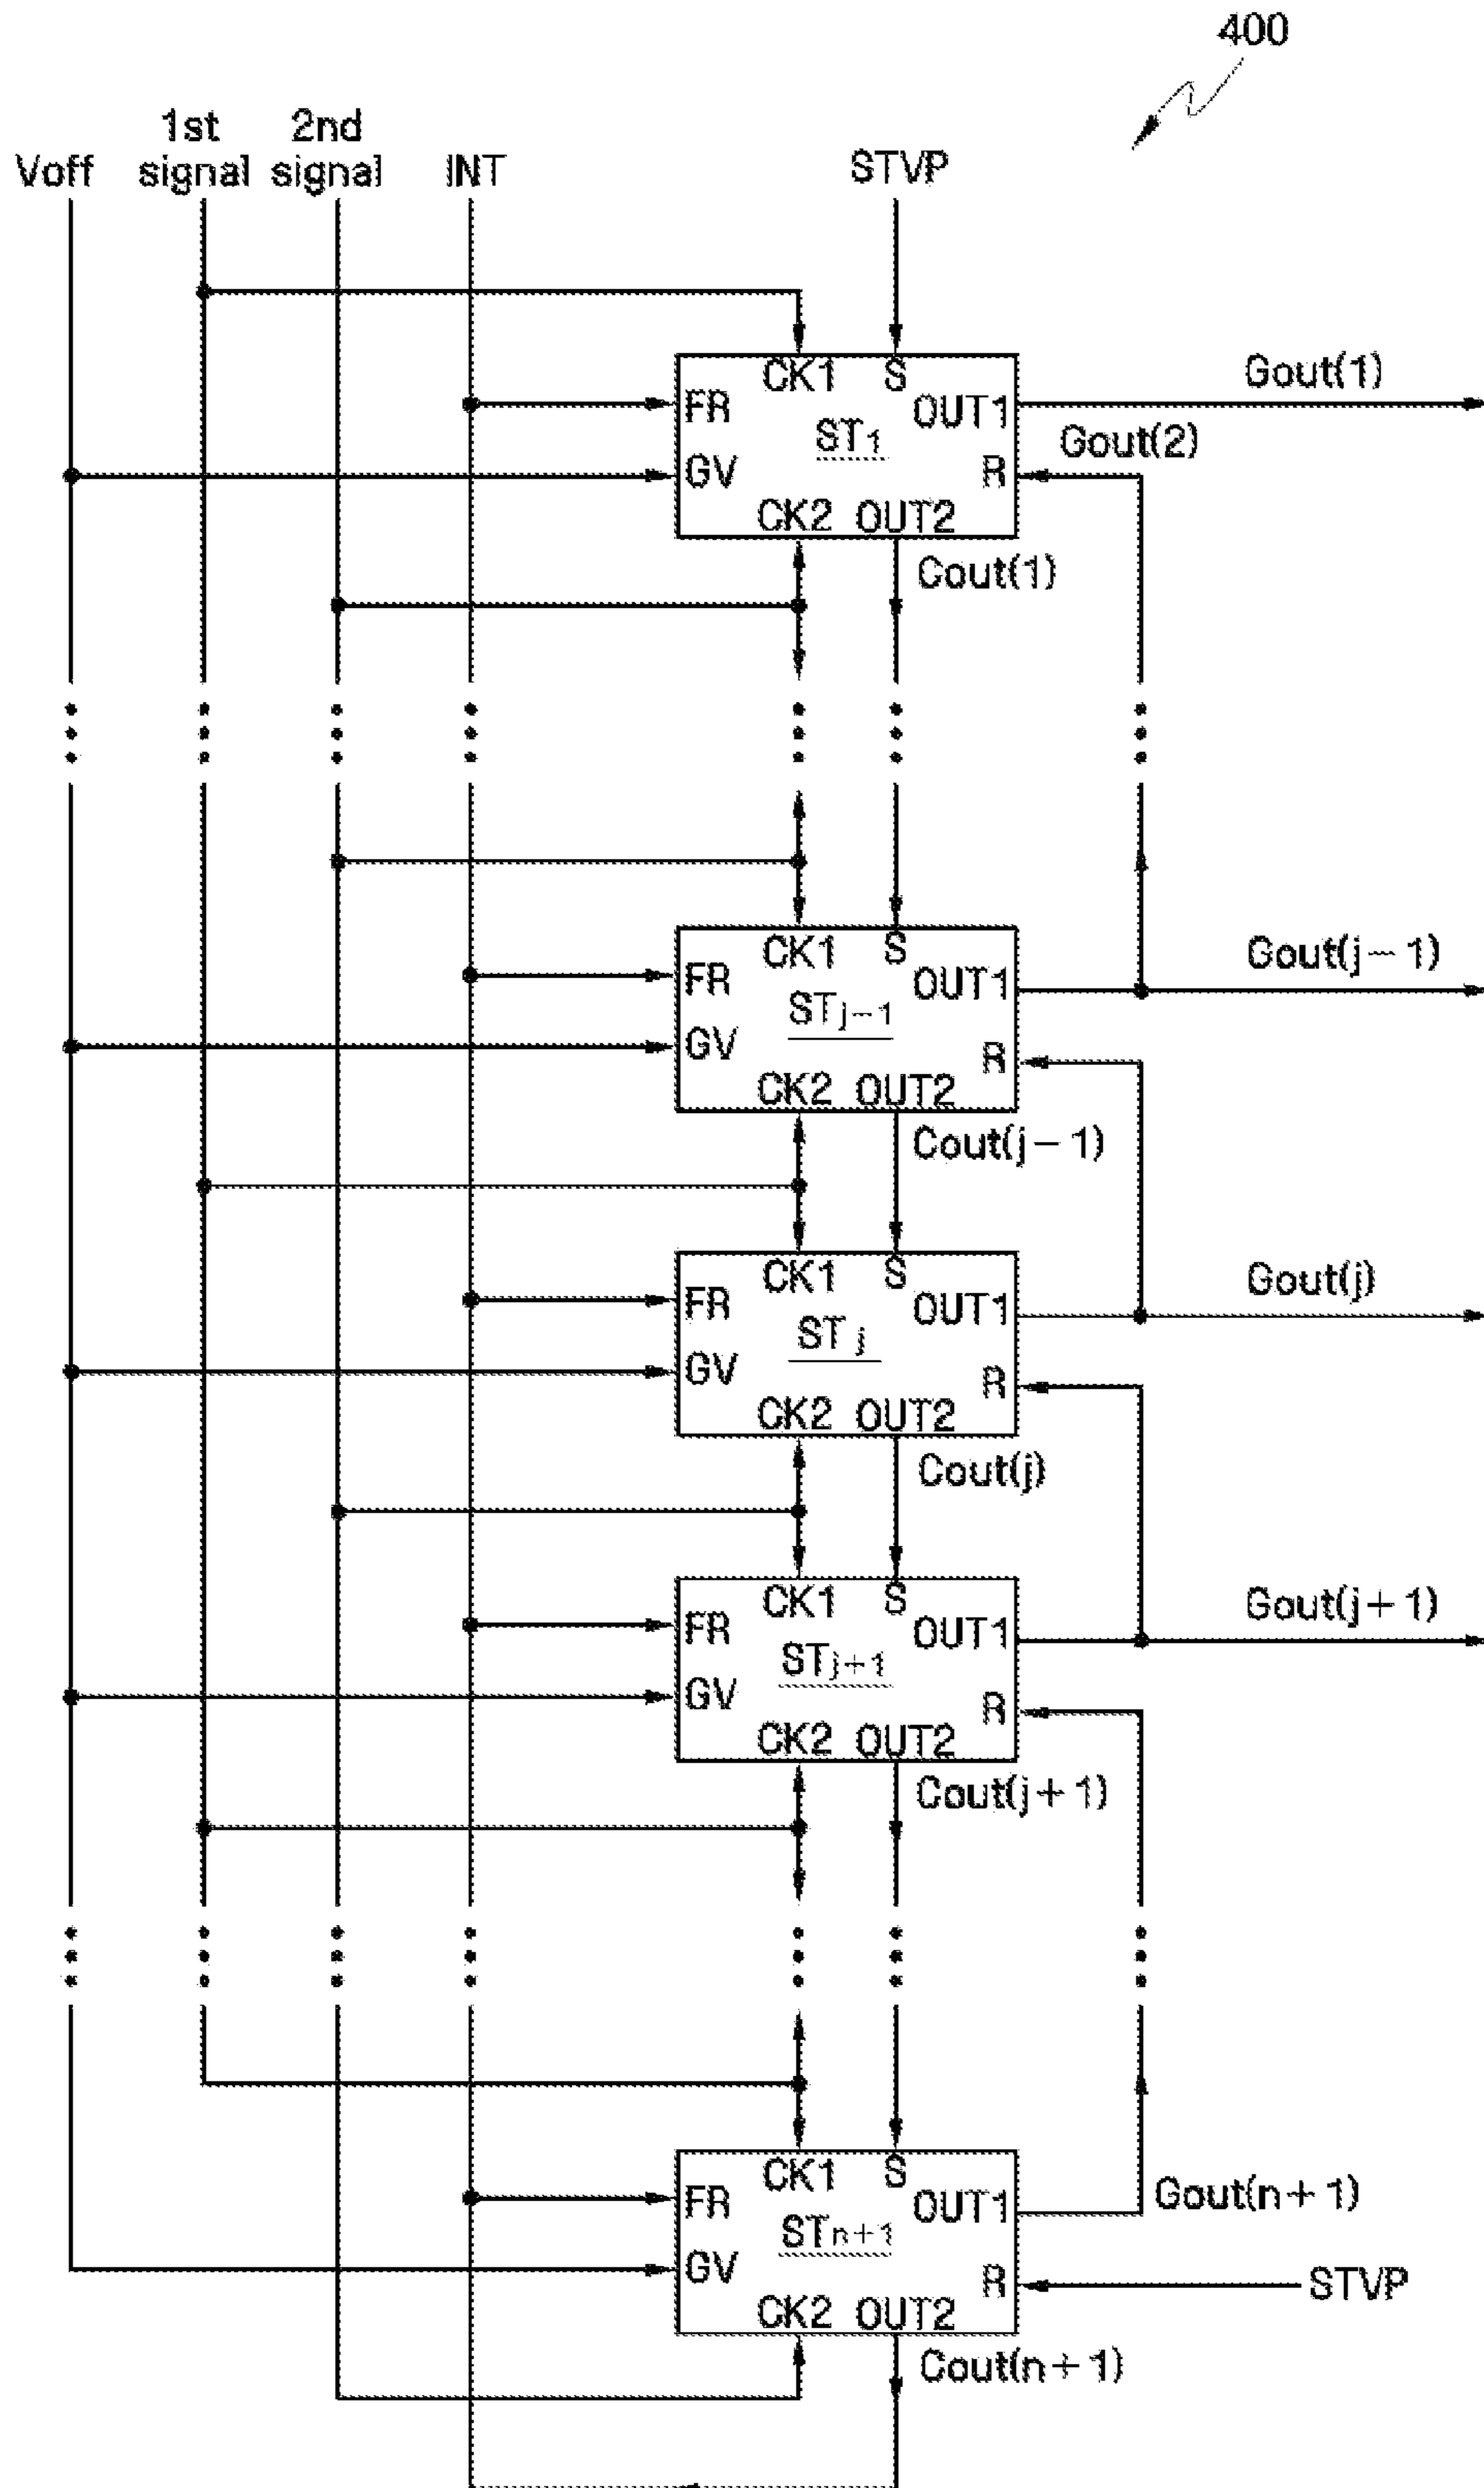 400
1st signal
2nd signal
Voff
INT
STVP
CK1 S
FR OUT1
Gout(1)
ST1
Gout(2)
GV R
CK2 OUT2
Cout(1)
CK1 S
FR OUT1
Gout(j-1)
STj-1
GV R
CK2 OUT2
Cout(j-1)
CK1 S
FR OUT1
Gout(j)
STj
GV R
CK2 OUT2
Cout(j)
CK1 S
FR OUT1
Gout(j+1)
STj+1
GV R
CK2 OUT2
Cout(j+1)
CK1 S
FR OUT1
Gout(n+1)
STn+1
GV R
STVP
CK2 OUT2
Cout(n+1)